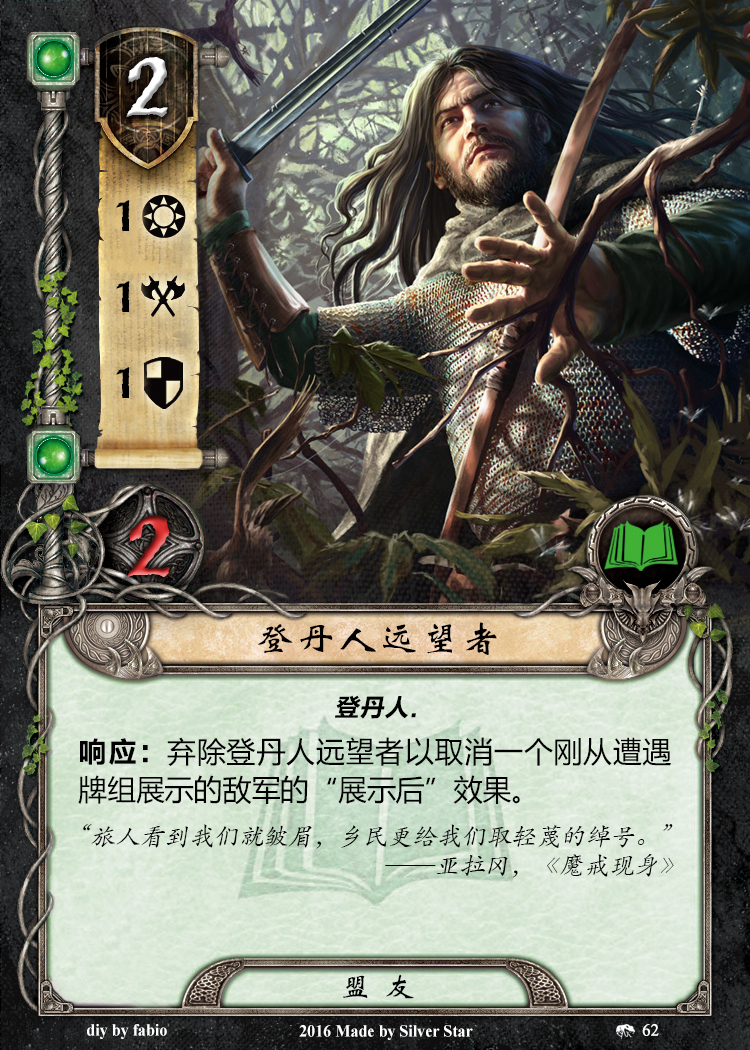 2
1
1
1
2
登丹人远望者
登丹人.
响应：弃除登丹人远望者以取消一个刚从遭遇
牌组展示的敌军的“展示后”效果。
“旅人看到我们就皱眉，乡民更给我们取轻蔑的绰号。”
——亚拉冈，《魔戒现身》
盟友
diy by fabio 2016 Made by Silver Star 62